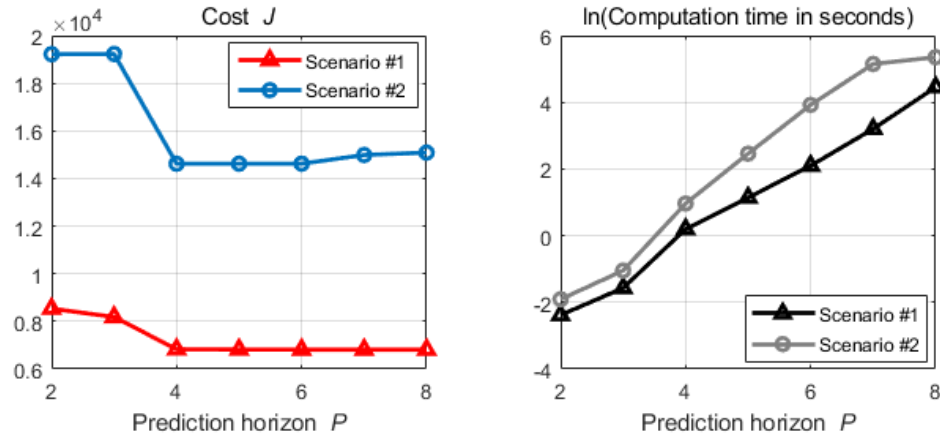 Cost J
×10⁴
2
1.8
1.6
1.4
1.2
1
0.8
0.6
2 4 6 8
Prediction horizon P
Scenario #1
Scenario #2
ln(Computation time in seconds)
6
4
2
0
-2
-4
2 4 6 8
Prediction horizon P
Scenario #1
Scenario #2